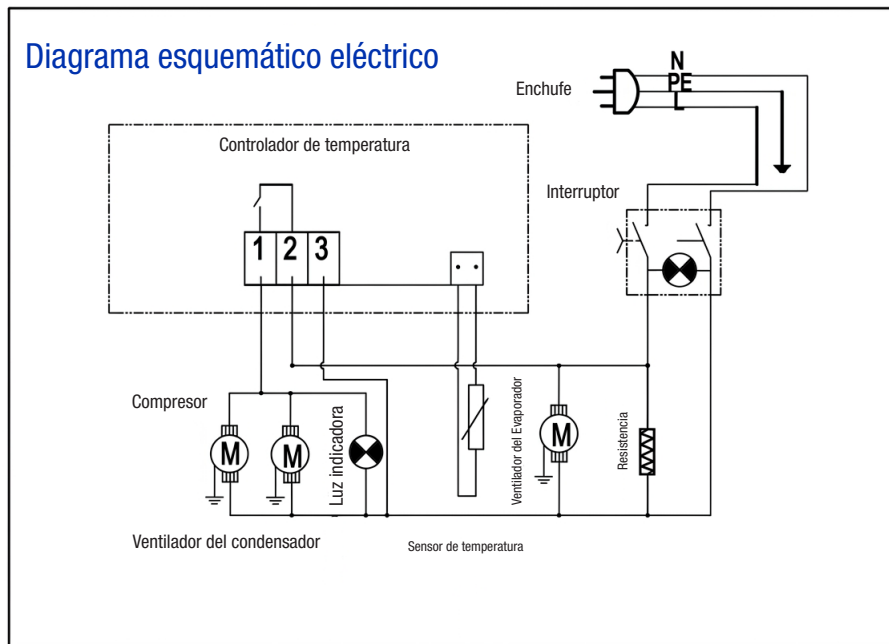 Diagrama esquemático eléctrico
N
Enchufe
PE
L
Controlador de temperatura
Interruptor
1 2 3
Compresor
M
M
Luz indicadora
Ventilador del Evaporador
M
Resistencia
Ventilador del condensador
Sensor de temperatura